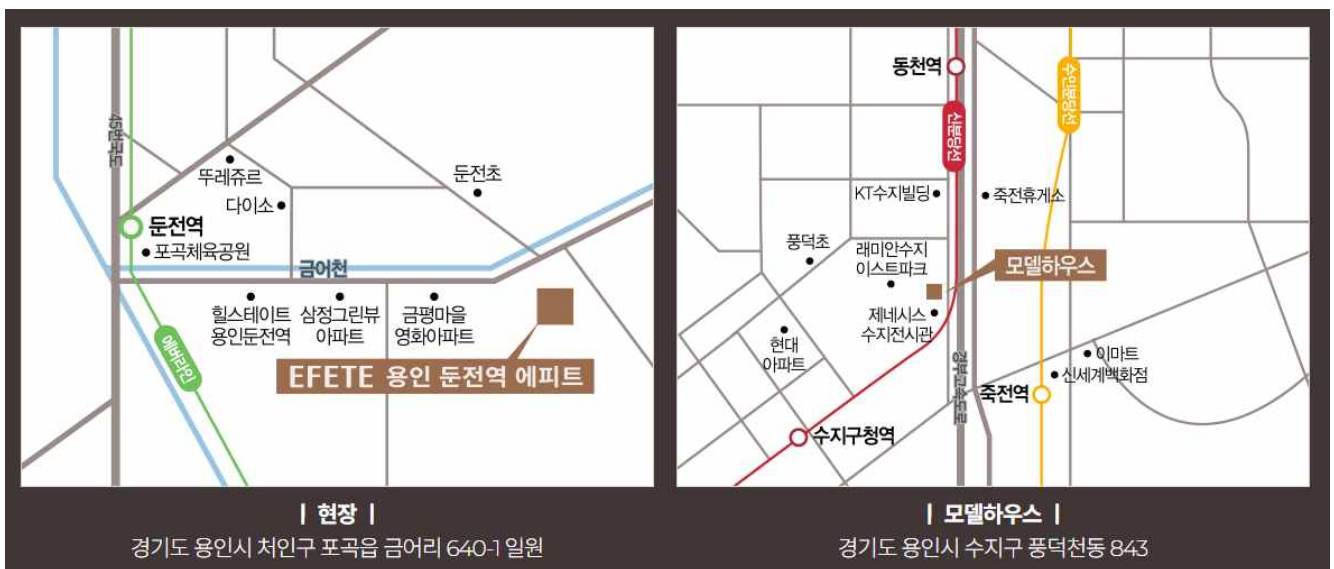 45번국도
뚜레쥬르
다이소
둔전초
둔전역
포곡체육공원
금어천
힐스테이트
용인둔전역
삼정그린뷰
아파트
금평마을
영화아파트
에버라인
EFETE 용인 둔전역 에피트
| 현장 |
경기도 용인시 처인구 포곡읍 금어리 640-1 일원
동천역
신분당선
수인분당선
KT수지빌딩
죽전휴게소
풍덕초
래미안수지
이스트파크
모델하우스
제네시스
수지전시관
현대
아파트
경부고속도로
이마트
신세계백화점
죽전역
수지구청역
| 모델하우스 |
경기도 용인시 수지구 풍덕천동 843